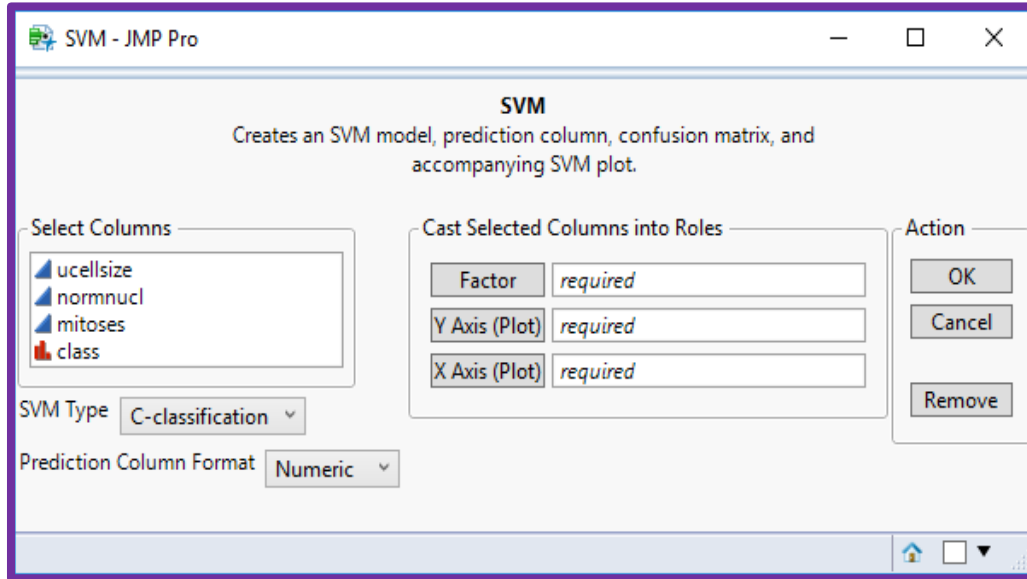 SVM - JMP Pro
SVM
Creates an SVM model, prediction column, confusion matrix, and
accompanying SVM plot.
Select Columns
ucellsize
normnucl
mitoses
class
SVM Type C-classification
Prediction Column Format Numeric
Cast Selected Columns into Roles
Factor required
Y Axis (Plot) required
X Axis (Plot) required
Action
OK
Cancel
Remove